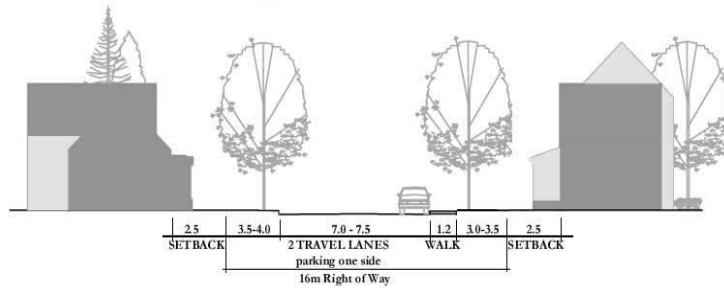 2.5 3.5-4.0 7.0 - 7.5 1.2 3.0-3.5 2.5
SETBACK 2 TRAVEL LANES WALK SETBACK
parking one side
16m Right of Way